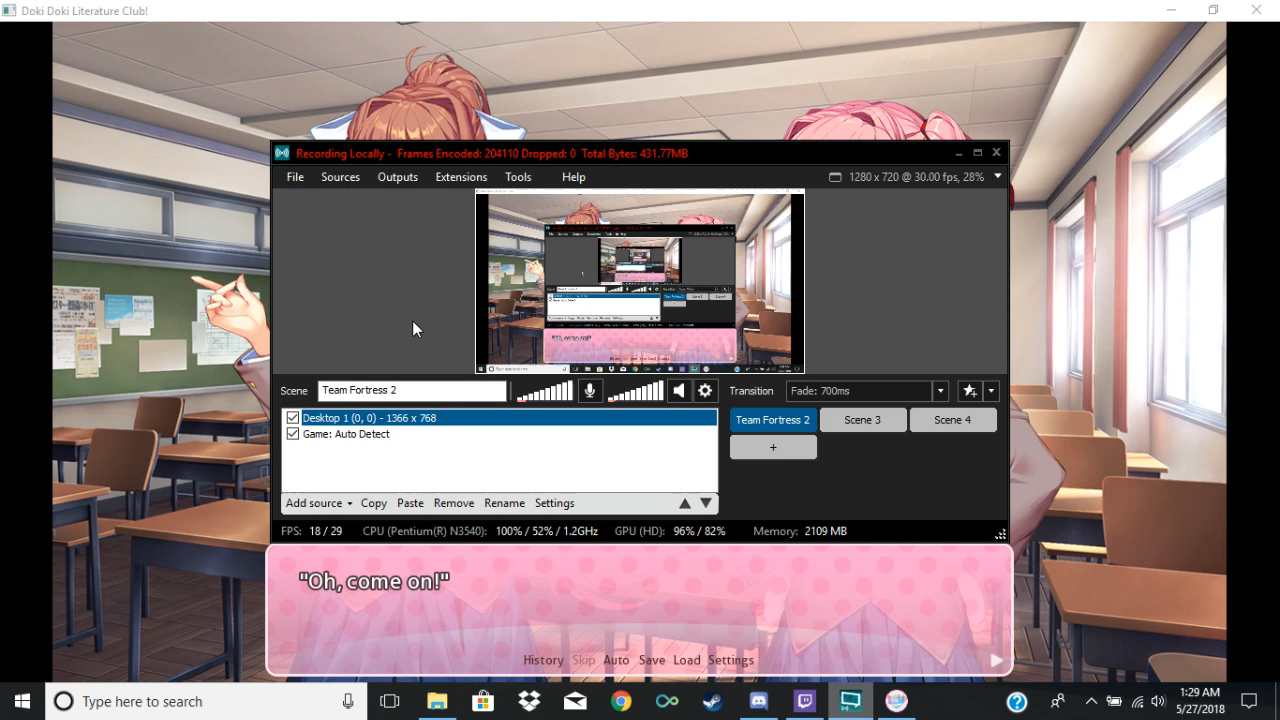 Doki Doki Literature Club!
Recording Locally - Frames Encoded: 204110 Dropped: 0 Total Bytes: 431.77MB
File Sources Outputs Extensions Tools Help 1280 x 720 @ 30.00 fps, 28%
Scene Team Fortress 2 Transition Fade: 700ms
Desktop 1 (0, 0) - 1366 x 768
Game: Auto Detect
Team Fortress 2 Scene 3 Scene 4
+
Add source Copy Paste Remove Rename Settings
FPS: 18 / 29 CPU (Pentium(R) N3540): 100% / 52% / 1.2GHz GPU (HD): 96% / 82% Memory: 2109 MB
"Oh, come on!"
History Skip Auto Save Load Settings
Type here to search
1:29 AM
5/27/2018